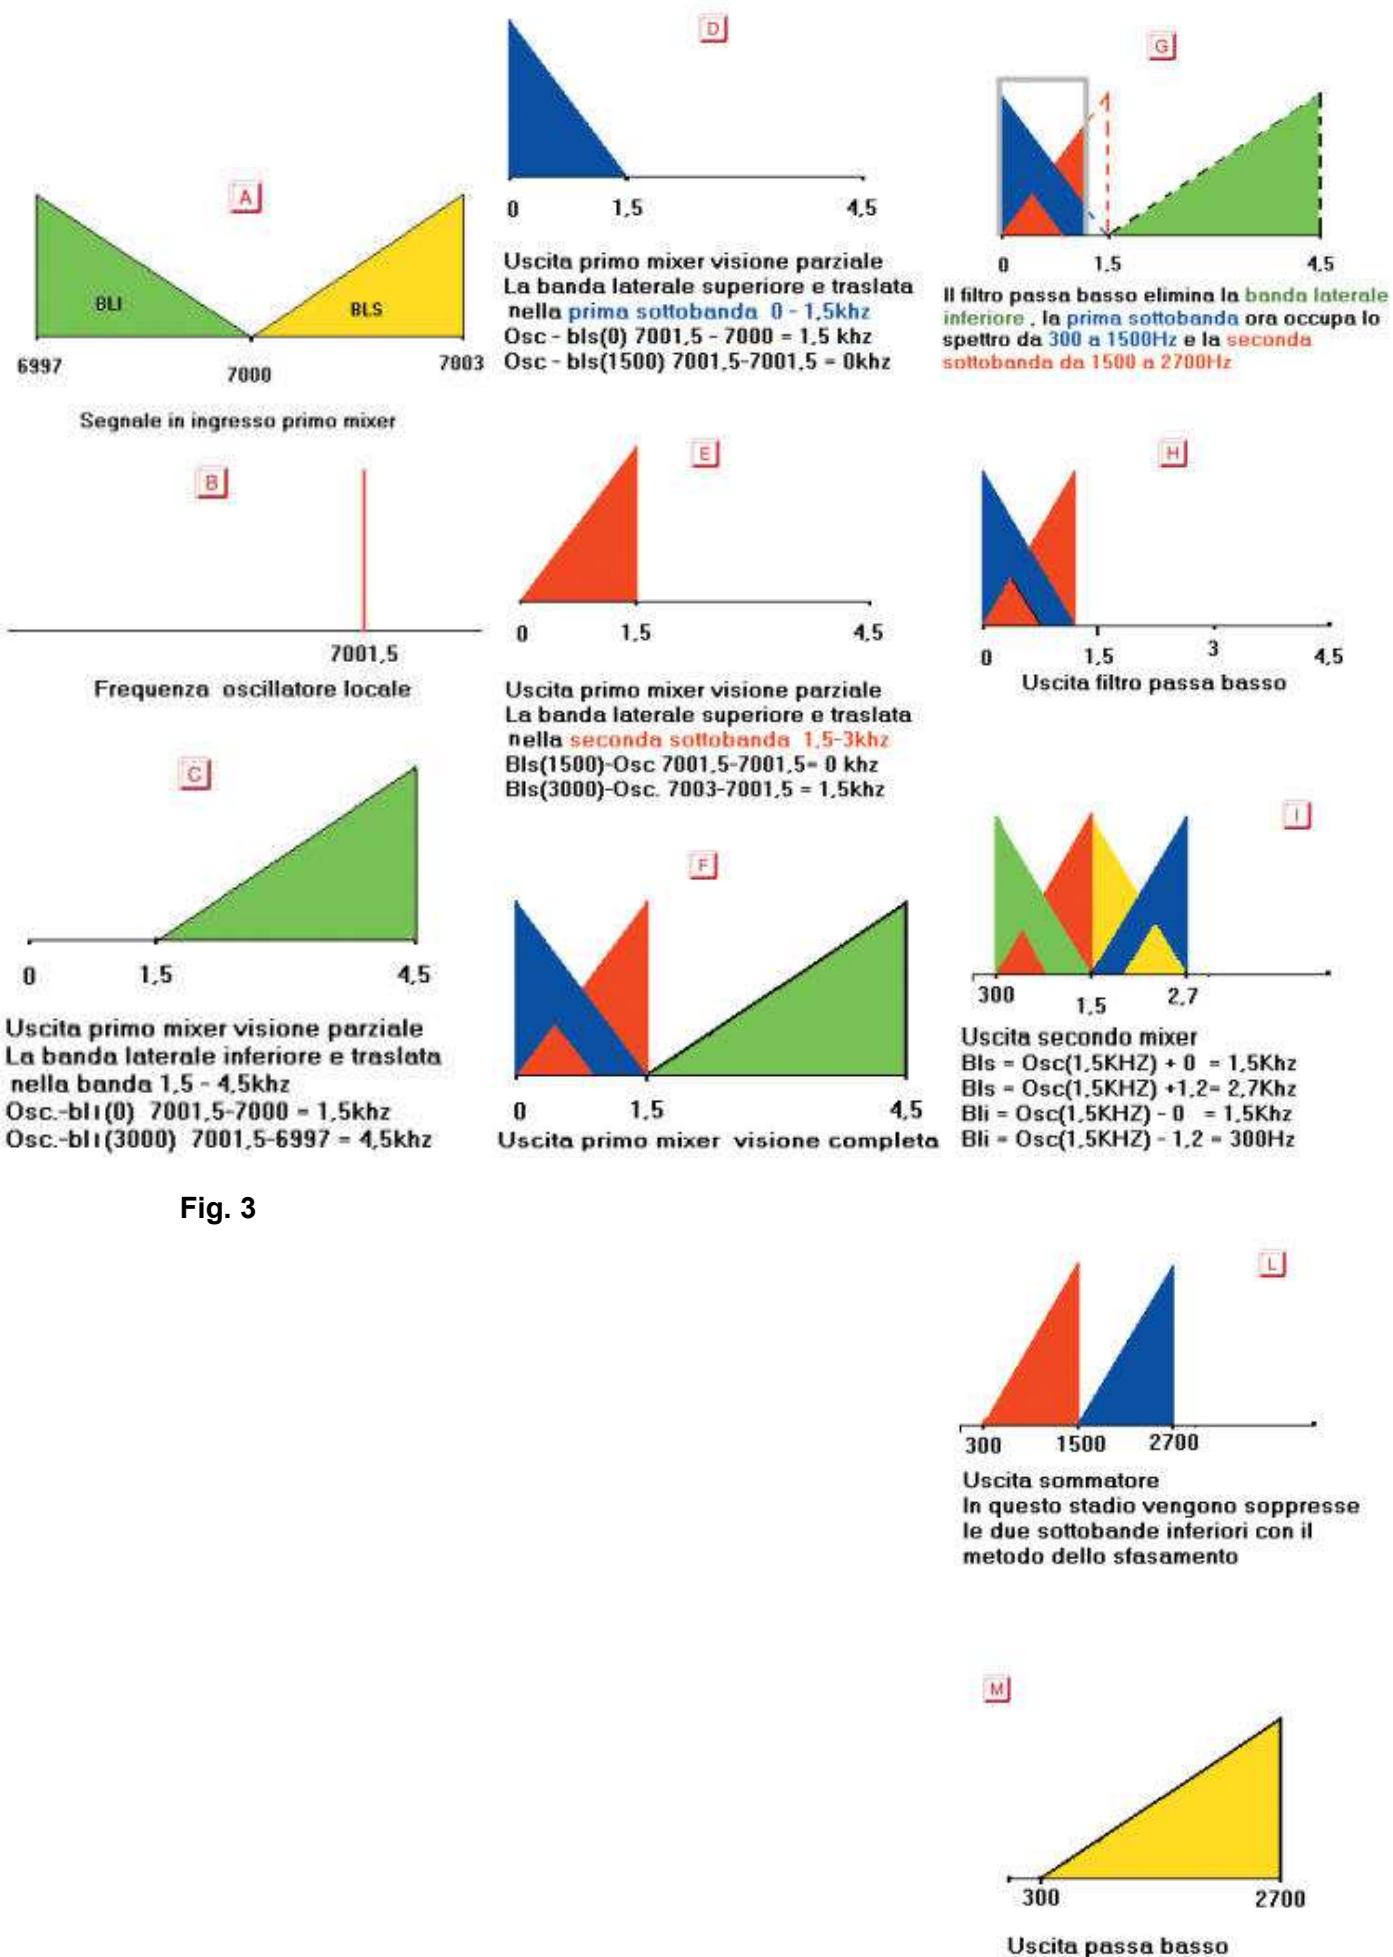 A
BLI
BLS
6997
7000
7003
Segnale in ingresso primo mixer
B
7001,5
Frequenza oscillatore locale
C
0
1,5
4,5
Uscita primo mixer visione parziale
La banda laterale inferiore e traslata
nella banda 1,5 - 4,5khz
Osc.-bli(0) 7001,5-7000 = 1,5khz
Osc.-bli(3000) 7001,5-6997 = 4,5khz
Fig. 3
D
0
1,5
4,5
Uscita primo mixer visione parziale
La banda laterale superiore e traslata
nella prima sottobanda 0 - 1,5khz
Osc - bls(0) 7001,5 - 7000 = 1,5 khz
Osc - bls(1500) 7001,5-7001,5 = 0khz
E
0
1,5
4,5
Uscita primo mixer visione parziale
La banda laterale superiore e traslata
nella seconda sottobanda 1,5-3khz
Bls(1500)-Osc 7001,5-7001,5= 0 khz
Bls(3000)-Osc. 7003-7001,5 = 1,5khz
F
0
1,5
4,5
Uscita primo mixer visione completa
G
0
1.5
4.5
Il filtro passa basso elimina la banda laterale
inferiore , la prima sottobanda ora occupa lo
spettro da 300 a 1500Hz e la seconda
sottobanda da 1500 a 2700Hz
H
0
1,5
3
4,5
Uscita filtro passa basso
I
300
1,5
2,7
Uscita secondo mixer
Bls = Osc(1,5KHZ) + 0 = 1,5Khz
Bls = Osc(1,5KHZ) +1,2= 2,7Khz
Bli = Osc(1,5KHZ) - 0 = 1,5Khz
Bli = Osc(1,5KHZ) - 1,2 = 300Hz
L
300
1500
2700
Uscita sommatore
In questo stadio vengono soppresse
le due sottobande inferiori con il
metodo dello sfasamento
M
300
2700
Uscita passa basso